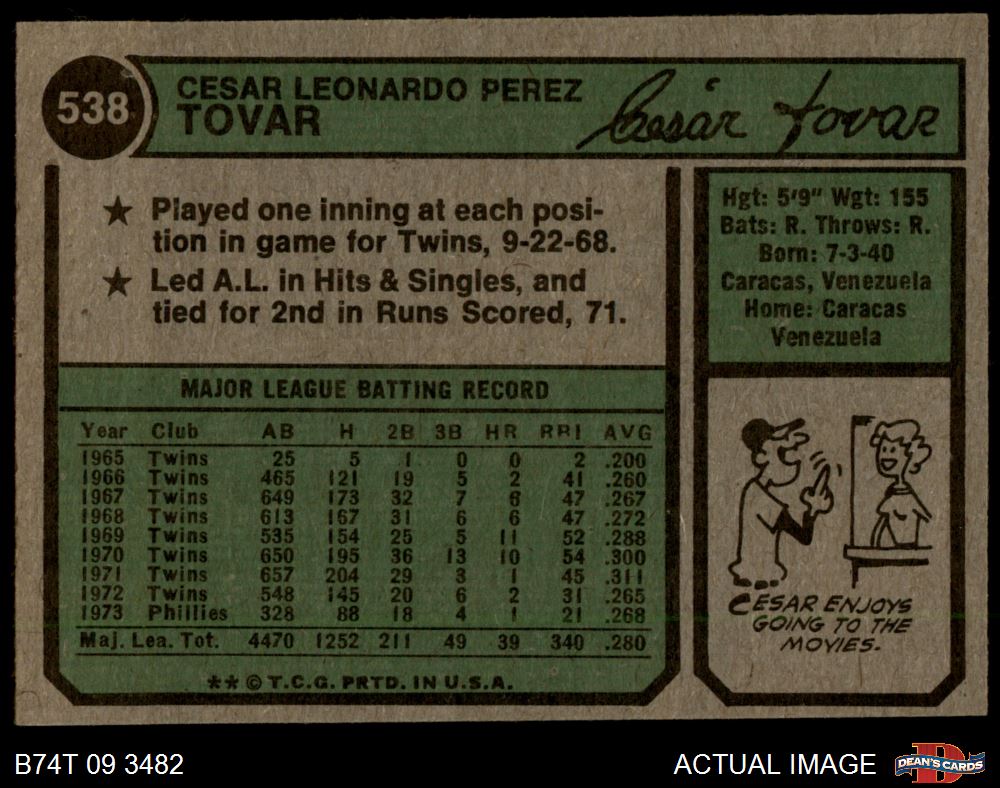 538
CESAR LEONARDO PEREZ
TOVAR
Cesár Tovar
★ Played one inning at each posi-
tion in game for Twins, 9-22-68.
★ Led A.L. in Hits & Singles, and
tied for 2nd in Runs Scored, 71.
Hgt: 5'9" Wgt: 155
Bats: R. Throws: R.
Born: 7-3-40
Caracas, Venezuela
Home: Caracas
Venezuela
MAJOR LEAGUE BATTING RECORD
Year Club AB H 2B 3B HR RBI AVG
1965 Twins 25 5 1 0 0 2 .200
1966 Twins 465 121 19 5 2 41 .260
1967 Twins 649 173 32 7 6 47 .267
1968 Twins 613 167 31 6 6 47 .272
1969 Twins 535 154 25 5 11 52 .288
1970 Twins 650 195 36 13 10 54 .300
1971 Twins 657 204 29 3 1 45 .311
1972 Twins 548 145 20 6 2 31 .265
1973 Phillies 328 88 18 4 1 21 .268
Maj. Lea. Tot. 4470 1252 211 49 39 340 .280
** © T.C.G. PRTD. IN U.S.A.
CESAR ENJOYS
GOING TO THE
MOVIES.
B74T 09 3482
ACTUAL IMAGE
D
DEAN'S CARDS